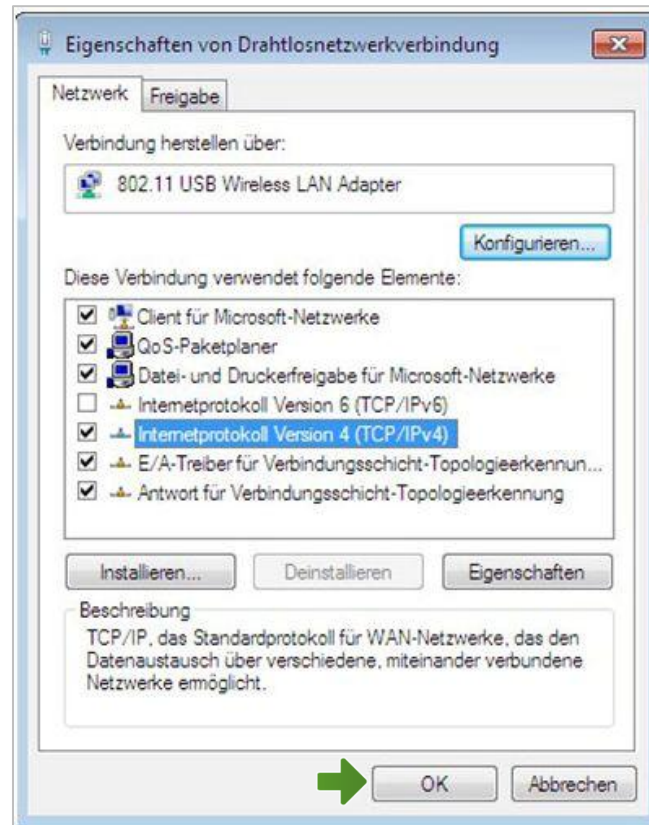 Eigenschaften von Drahtlosnetzwerkverbindung
Netzwerk
Freigabe
Verbindung herstellen über:
802.11 USB Wireless LAN Adapter
Konfigurieren...
Diese Verbindung verwendet folgende Elemente:
Client für Microsoft-Netzwerke
QoS-Paketplaner
Datei- und Druckerfreigabe für Microsoft-Netzwerke
Internetprotokoll Version 6 (TCP/IPv6)
Internetprotokoll Version 4 (TCP/IPv4)
E/A-Treiber für Verbindungsschicht-Topologieerkennun...
Antwort für Verbindungsschicht-Topologieerkennung
Installieren...
Deinstallieren
Eigenschaften
Beschreibung
TCP/IP, das Standardprotokoll für WAN-Netzwerke, das den
Datenaustausch über verschiedene, miteinander verbundene
Netzwerke ermöglicht.
OK
Abbrechen